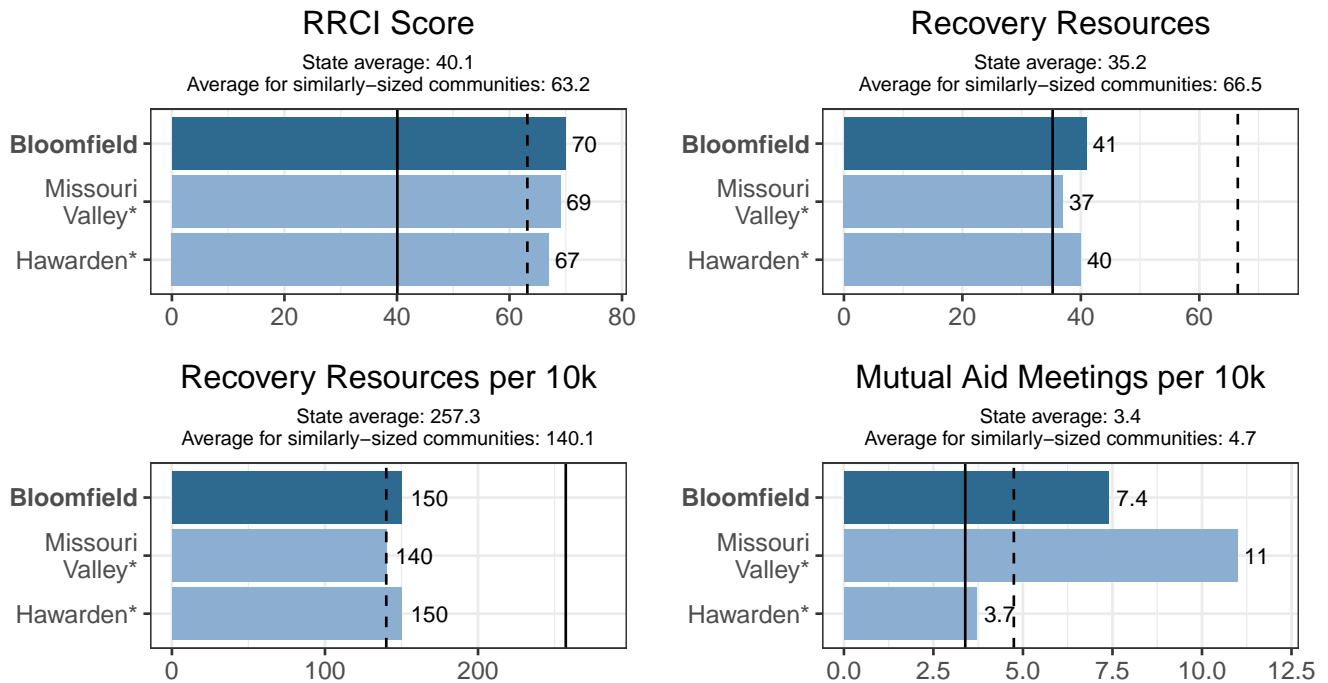 RRCI Score
State average: 40.1
Average for similarly−sized communities: 63.2
Bloomfield
70
Missouri
Valley*
69
Hawarden*
67
0 20 40 60 80
Recovery Resources
State average: 35.2
Average for similarly−sized communities: 66.5
Bloomfield
41
Missouri
Valley*
37
Hawarden*
40
0 20 40 60
Recovery Resources per 10k
State average: 257.3
Average for similarly−sized communities: 140.1
Bloomfield
150
Missouri
Valley*
140
Hawarden*
150
0 100 200
Mutual Aid Meetings per 10k
State average: 3.4
Average for similarly−sized communities: 4.7
Bloomfield
7.4
Missouri
Valley*
11
Hawarden*
3.7
0.0 2.5 5.0 7.5 10.0 12.5